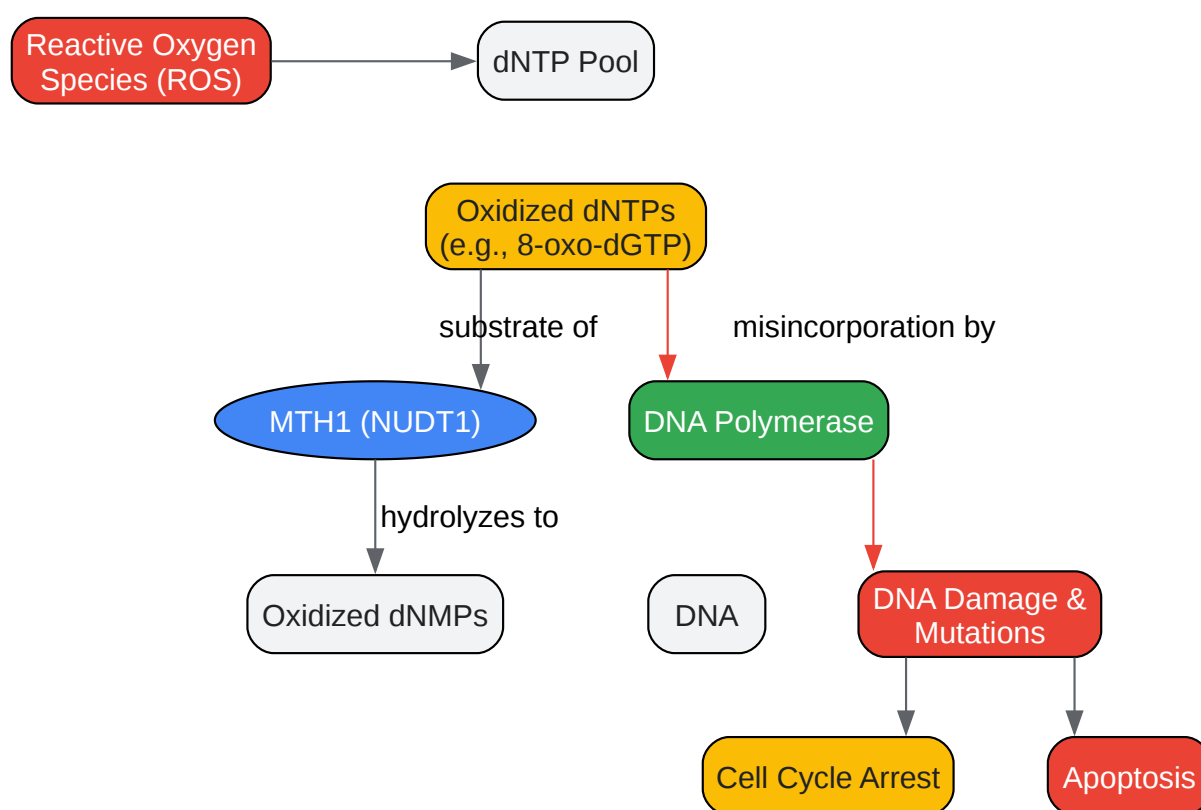 Reactive Oxygen
Species (ROS)
dNTP Pool
Oxidized dNTPs
(e.g., 8-oxo-dGTP)
substrate of
misincorporation by
MTH1 (NUDT1)
DNA Polymerase
hydrolyzes to
Oxidized dNMPs
DNA
DNA Damage &
Mutations
Cell Cycle Arrest
Apoptosis